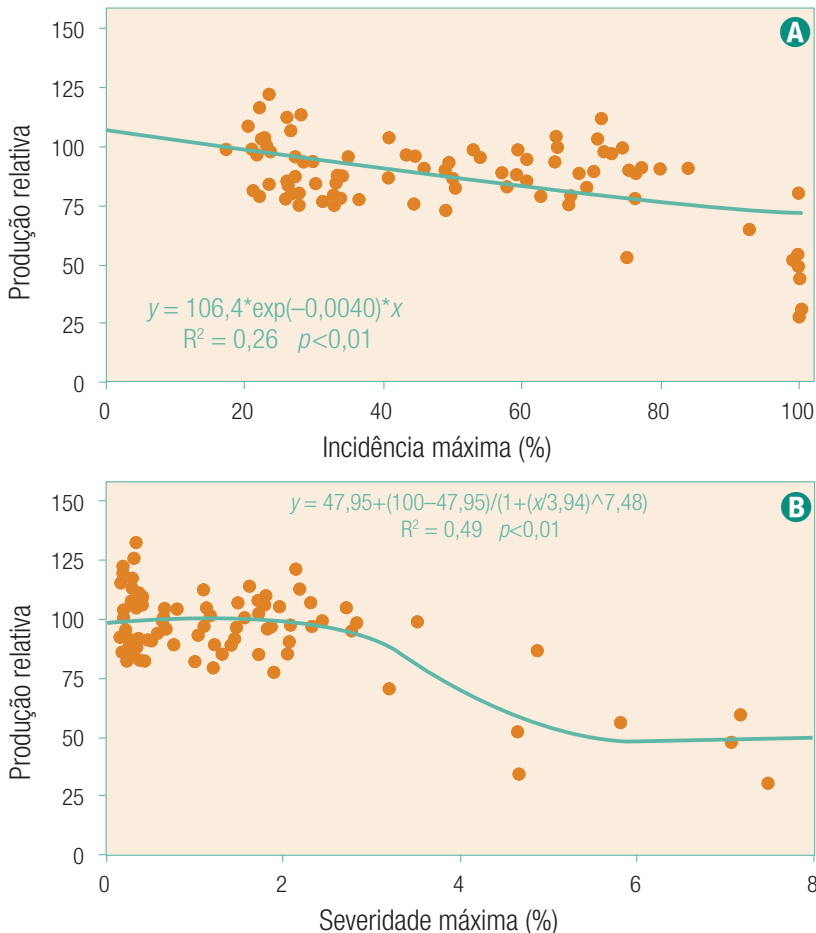 A
150
125
100
75
50
25
0
Produção relativa
y = 106,4*exp(–0,0040)*x
R² = 0,26 p<0,01
0 20 40 60 80 100
Incidência máxima (%)
B
y = 47,95+(100–47,95)/(1+(x/3,94)^7,48)
R² = 0,49 p<0,01
150
125
100
75
50
25
0
Produção relativa
0 2 4 6 8
Severidade máxima (%)